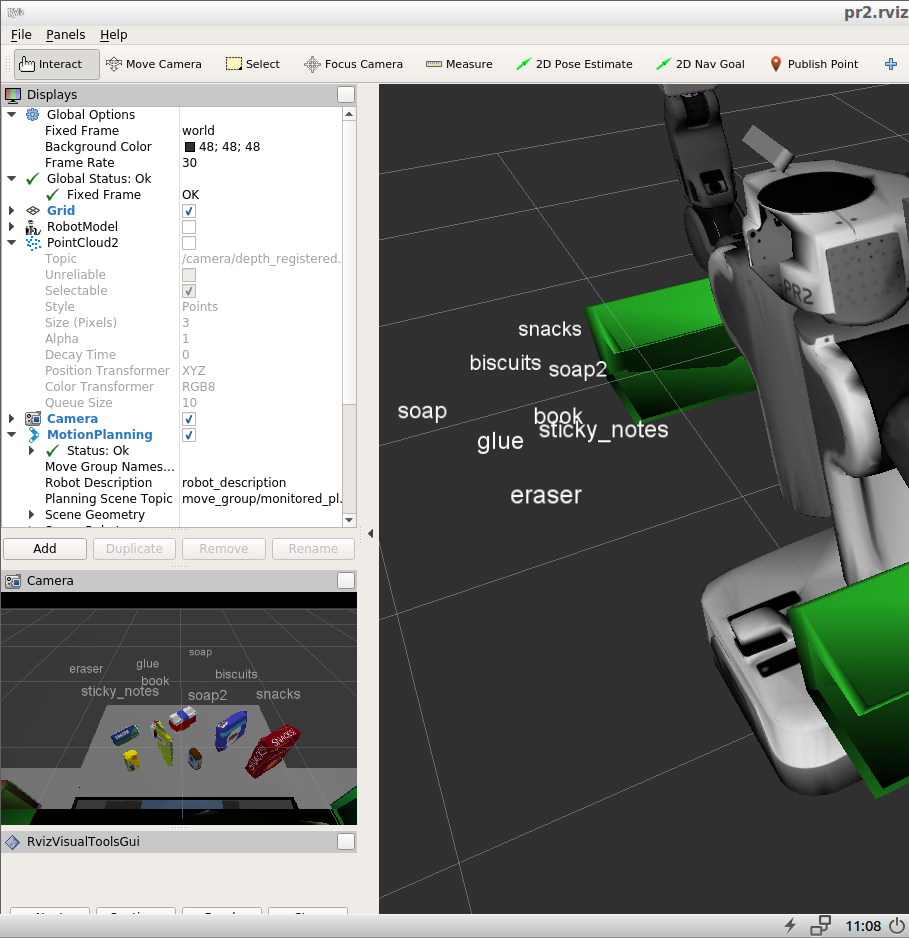 RViz
pr2.rviz
File Panels Help
Interact Move Camera Select Focus Camera Measure 2D Pose Estimate 2D Nav Goal Publish Point
Displays
Global Options
Fixed Frame world
Background Color 48; 48; 48
Frame Rate 30
Global Status: Ok
Fixed Frame OK
Grid
RobotModel
PointCloud2
Topic /camera/depth_registered.
Unreliable
Selectable
Style Points
Size (Pixels) 3
Alpha 1
Decay Time 0
Position Transformer XYZ
Color Transformer RGB8
Queue Size 10
Camera
MotionPlanning
Status: Ok
Move Group Names...
Robot Description robot_description
Planning Scene Topic move_group/monitored_pl.
Scene Geometry
Add Duplicate Remove Rename
Camera
soap
eraser glue
book biscuits
sticky_notes soap2 snacks
SNACKS
SNACKS
RvizVisualToolsGui
PR2
snacks
biscuits soap2
soap book
sticky_notes
glue
eraser
11:08